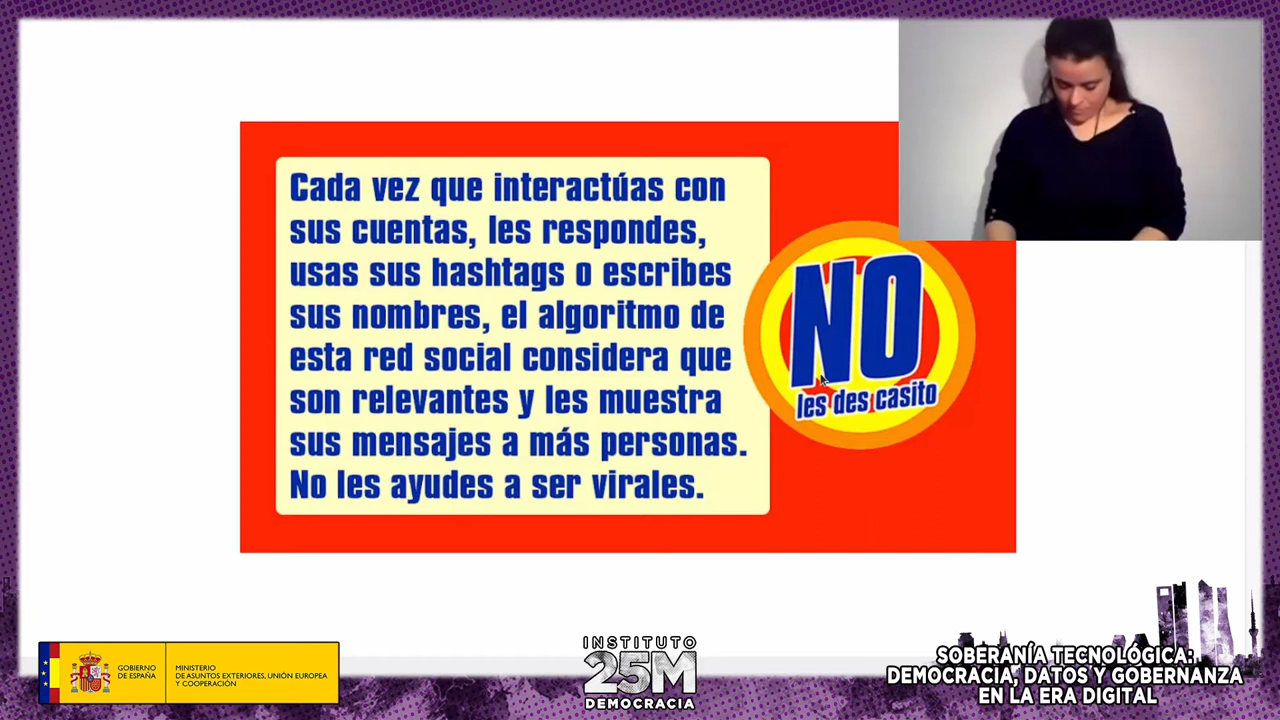 Cada vez que interactúas con
sus cuentas, les respondes,
usas sus hashtags o escribes
sus nombres, el algoritmo de
esta red social considera que
son relevantes y les muestra
sus mensajes a más personas.
No les ayudes a ser virales.
NO
les des casito
GOBIERNO
DE ESPAÑA
MINISTERIO
DE ASUNTOS EXTERIORES, UNIÓN EUROPEA
Y COOPERACIÓN
INSTITUTO
25M
DEMOCRACIA
SOBERANÍA TECNOLÓGICA:
DEMOCRACIA, DATOS Y GOBERNANZA
EN LA ERA DIGITAL